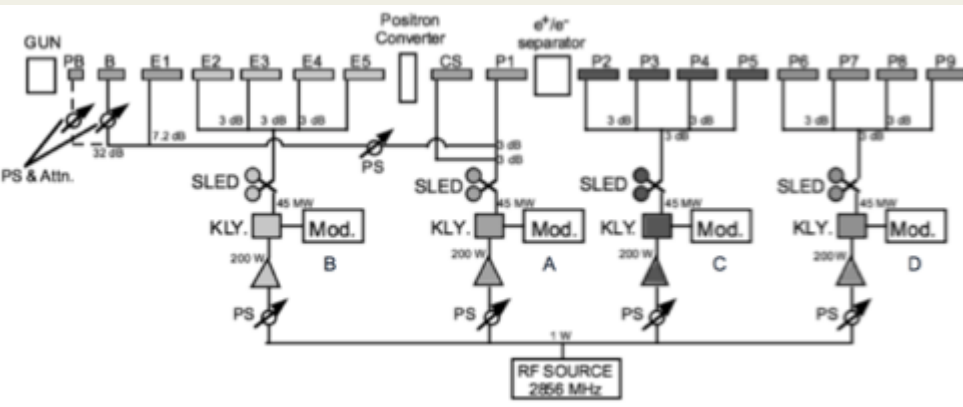 Positron
Converter
e⁺/e⁻
separator
GUN
PB B E1 E2 E3 E4 E5 CS P1 P2 P3 P4 P5 P6 P7 P8 P9
3 dB 3 dB 3 dB 3 dB 3 dB 3 dB 3 dB
7.2 dB 3 dB 3 dB 3 dB
32 dB 3 dB
PS & Attn. PS
SLED SLED SLED SLED
45 MW 45 MW 45 MW 45 MW
KLY. Mod. KLY. Mod. KLY. Mod. KLY. Mod.
200 W B 200 W A 200 W C 200 W D
PS PS PS PS
1 W
RF SOURCE
2856 MHz